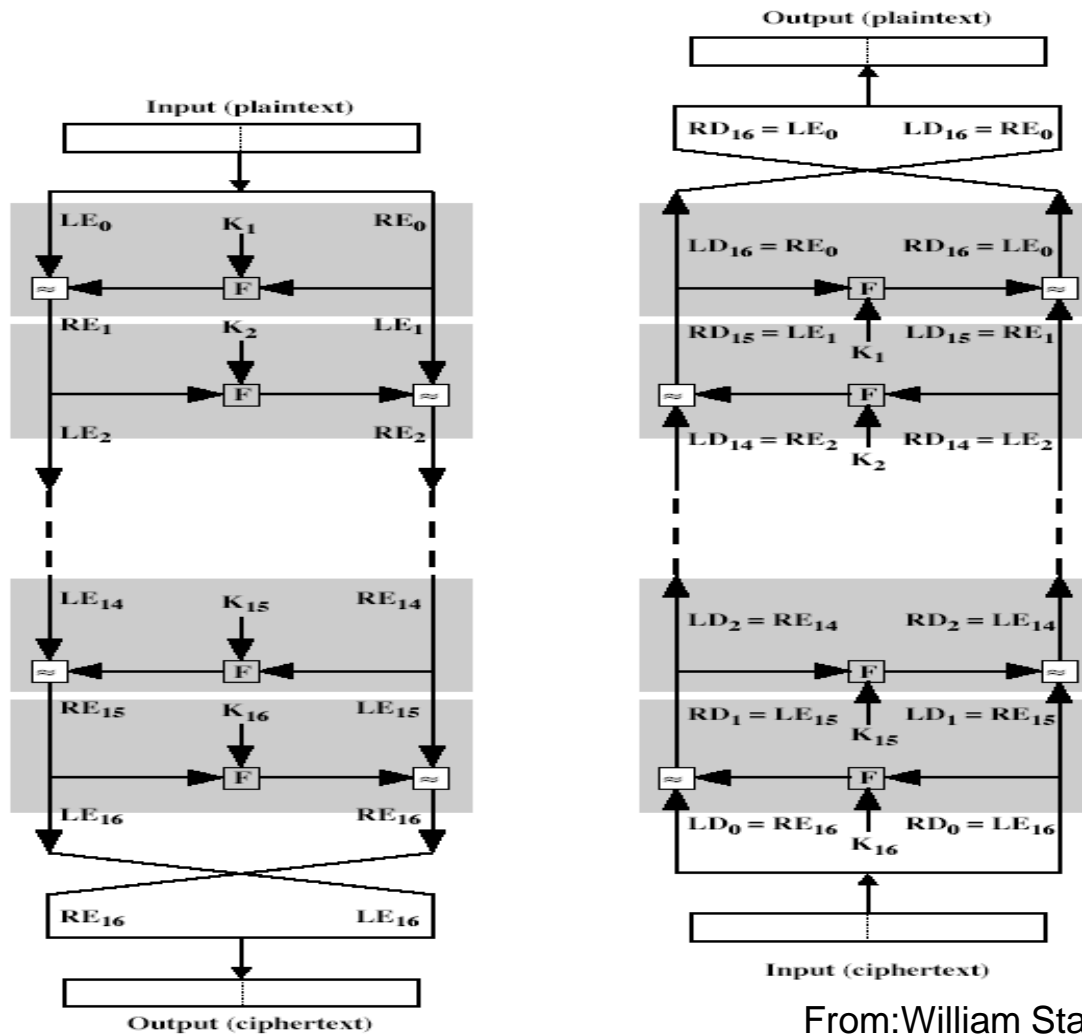 Input (plaintext)
LE₀ K₁ RE₀
≈ F
RE₁ K₂ LE₁
F ≈
LE₂ RE₂
LE₁₄ K₁₅ RE₁₄
≈ F
RE₁₅ K₁₆ LE₁₅
F ≈
LE₁₆ RE₁₆
RE₁₆ LE₁₆
Output (ciphertext)
Output (plaintext)
RD₁₆ = LE₀ LD₁₆ = RE₀
LD₁₆ = RE₀ RD₁₆ = LE₀
F ≈
RD₁₅ = LE₁ K₁ LD₁₅ = RE₁
≈ F
LD₁₄ = RE₂ K₂ RD₁₄ = LE₂
LD₂ = RE₁₄ RD₂ = LE₁₄
F ≈
RD₁ = LE₁₅ K₁₅ LD₁ = RE₁₅
≈ F
LD₀ = RE₁₆ K₁₆ RD₀ = LE₁₆
Input (ciphertext)
From:William Sta